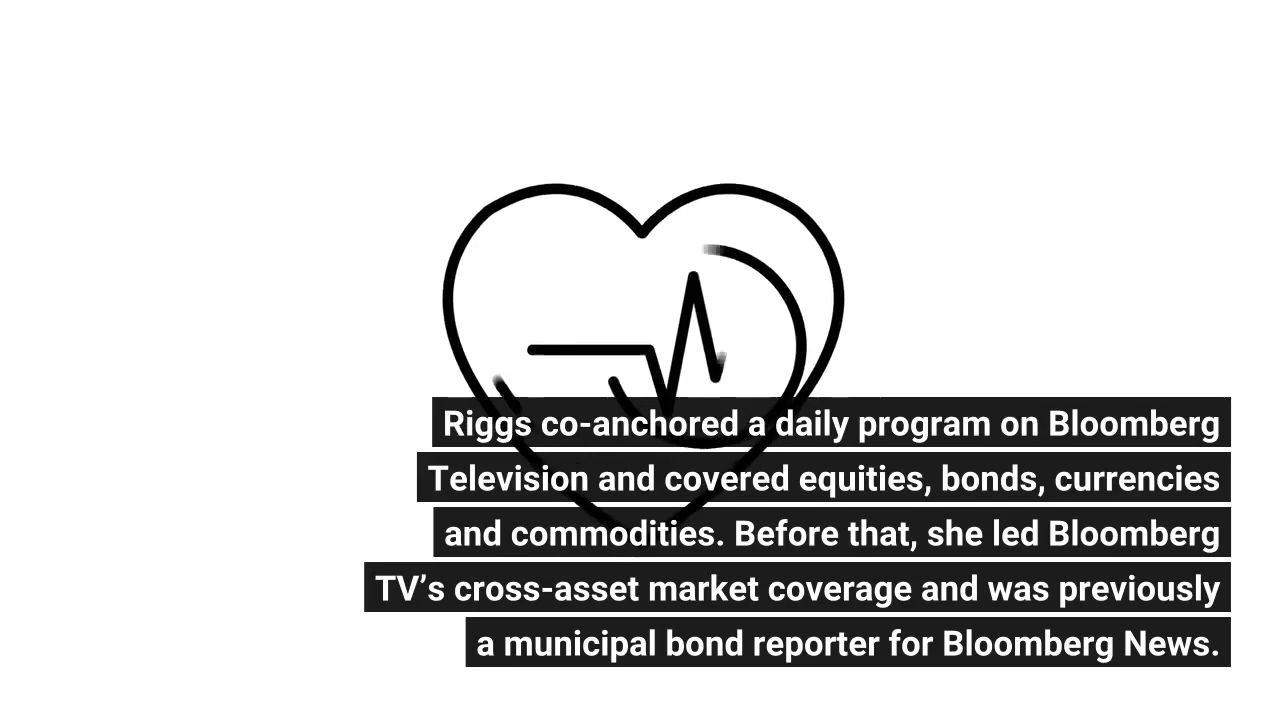 Riggs co-anchored a daily program on Bloomberg
Television and covered equities, bonds, currencies
and commodities. Before that, she led Bloomberg
TV’s cross-asset market coverage and was previously
a municipal bond reporter for Bloomberg News.